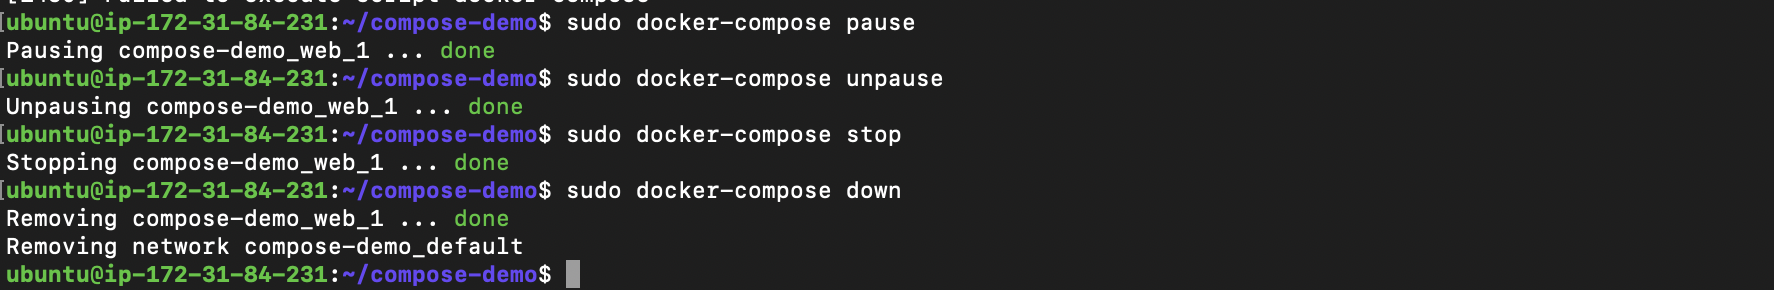 ubuntu@ip-172-31-84-231:~/compose-demo$ sudo docker-compose pause
Pausing compose-demo_web_1 ... done
[ubuntu@ip-172-31-84-231:~/compose-demo$ sudo docker-compose unpause
Unpausing compose-demo_web_1 ... done
[ubuntu@ip-172-31-84-231:~/compose-demo$ sudo docker-compose stop
Stopping compose-demo_web_1 ... done
[ubuntu@ip-172-31-84-231:~/compose-demo$ sudo docker-compose down
Removing compose-demo_web_1 ... done
Removing network compose-demo_default
ubuntu@ip-172-31-84-231:~/compose-demo$